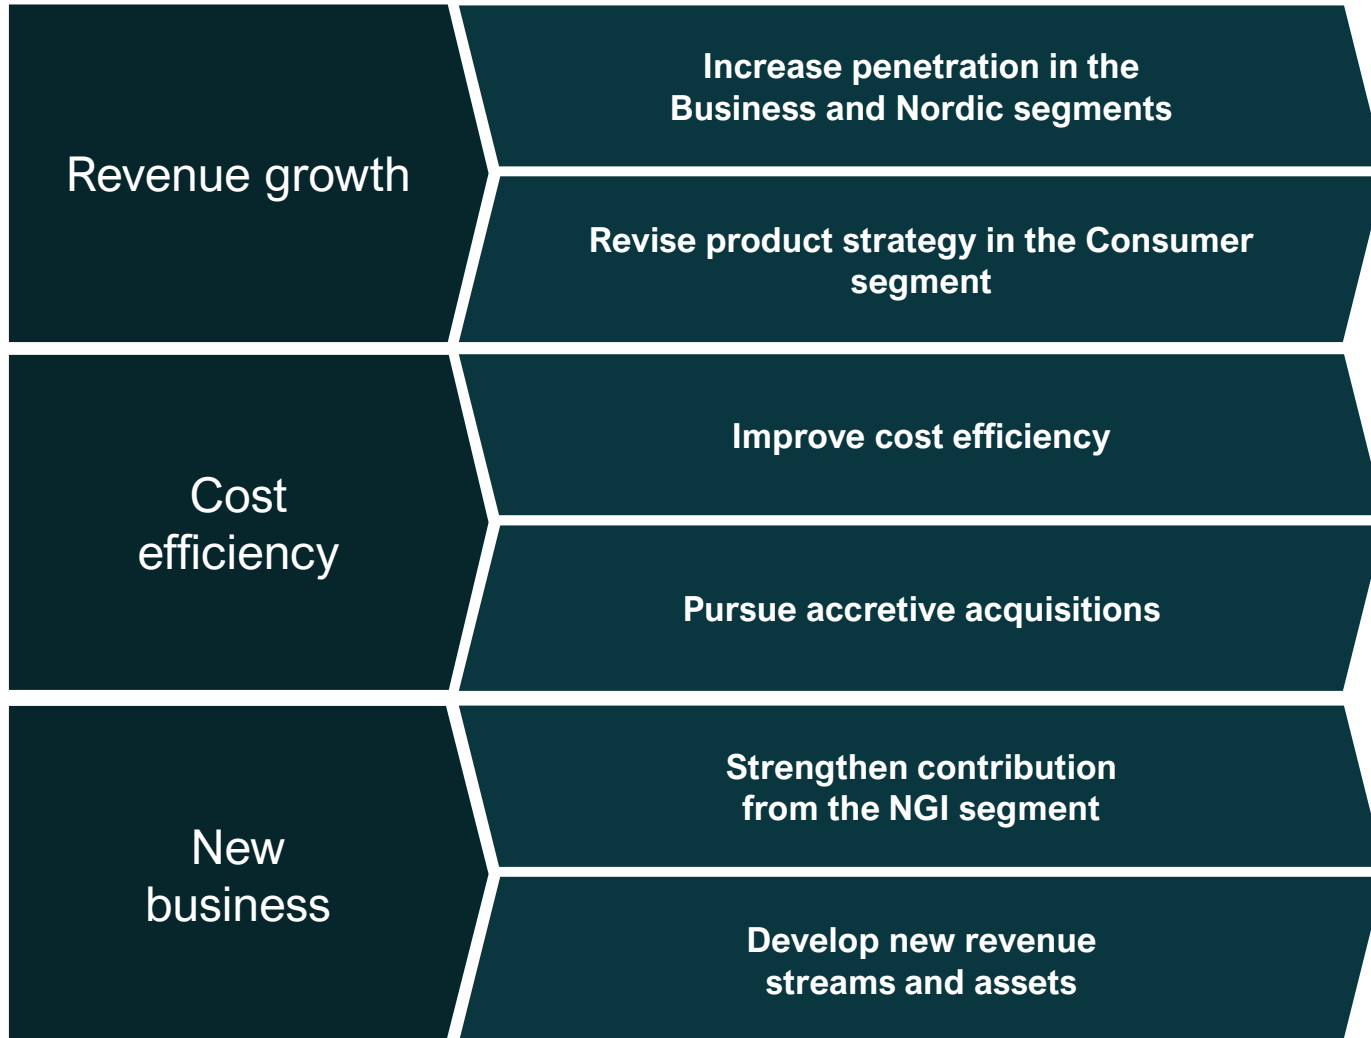 Revenue growth
Increase penetration in the
Business and Nordic segments
Revise product strategy in the Consumer
segment
Cost
efficiency
Improve cost efficiency
Pursue accretive acquisitions
New
business
Strengthen contribution
from the NGI segment
Develop new revenue
streams and assets